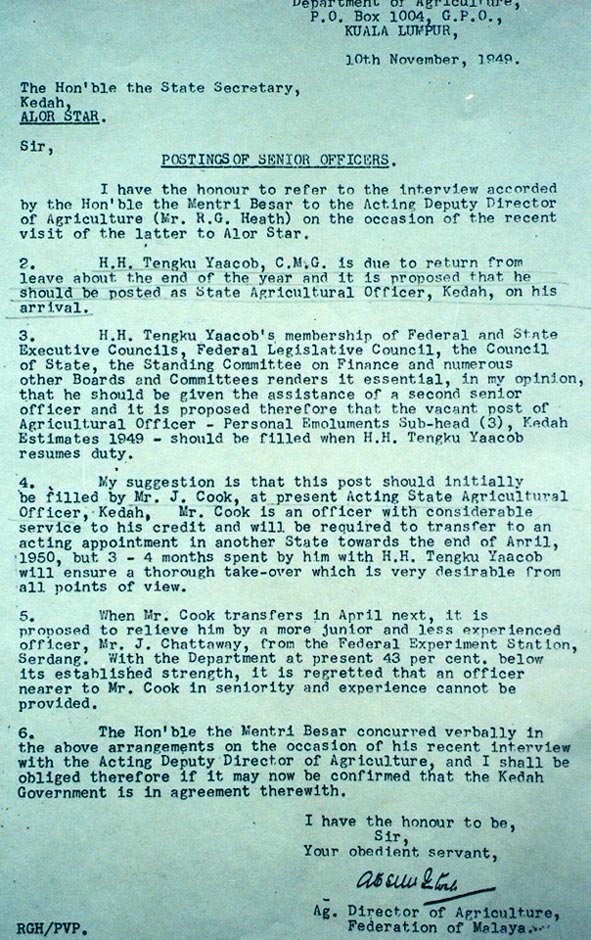 Department of Agriculture,
P.O. Box 1004, G.P.O.,
KUALA LUMPUR,
10th November, 1949.
The Hon'ble the State Secretary,
Kedah,
ALOR STAR.
Sir,
POSTINGS OF SENIOR OFFICERS.
I have the honour to refer to the interview accorded
by the Hon'ble the Mentri Besar to the Acting Deputy Director
of Agriculture (Mr. R.G. Heath) on the occasion of the recent
visit of the latter to Alor Star.
2. H.H. Tengku Yaacob, C.M.G. is due to return from
leave about the end of the year and it is proposed that he
should be posted as State Agricultural Officer, Kedah, on his
arrival.
3. H.H. Tengku Yaacob's membership of Federal and State
Executive Councils, Federal Legislative Council, the Council
of State, the Standing Committee on Finance and numerous
other Boards and Committees renders it essential, in my opinion,
that he should be given the assistance of a second senior
officer and it is proposed therefore that the vacant post of
Agricultural Officer - Personal Emoluments Sub-head (3), Kedah
Estimates 1949 - should be filled when H.H. Tengku Yaacob
resumes duty.
4. My suggestion is that this post should initially
be filled by Mr. J. Cook, at present Acting State Agricultural
Officer, Kedah, Mr. Cook is an officer with considerable
service to his credit and will be required to transfer to an
acting appointment in another State towards the end of April,
1950, but 3 - 4 months spent by him with H.H. Tengku Yaacob
will ensure a thorough take-over which is very desirable from
all points of view.
5. When Mr. Cook transfers in April next, it is
proposed to relieve him by a more junior and less experienced
officer, Mr. J. Chattaway, from the Federal Experiment Station,
Serdang. With the Department at present 43 per cent. below
its established strength, it is regretted that an officer
nearer to Mr. Cook in seniority and experience cannot be
provided.
6. The Hon'ble the Mentri Besar concurred verbally in
the above arrangements on the occasion of his recent interview
with the Acting Deputy Director of Agriculture, and I shall be
obliged therefore if it may now be confirmed that the Kedah
Government is in agreement therewith.
I have the honour to be,
Sir,
Your obedient servant,
Ag. Director of Agriculture,
Federation of Malaya.
RGH/PVP.